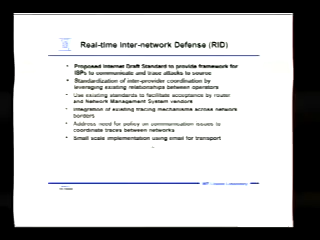 Real-time Inter-network Defense (RID)
• Proposed Internet Draft Standard to provide framework for
ISPs to communicate and trace attacks to source
• Standardization of inter-provider coordination by
leveraging existing relationships between operators
• Use existing standards to facilitate acceptance by router
and Network Management System vendors
• Integration of existing tracing mechanisms across network
borders
• Address need for policy on communication issues to
coordinate traces between networks
• Small scale implementation using email for transport